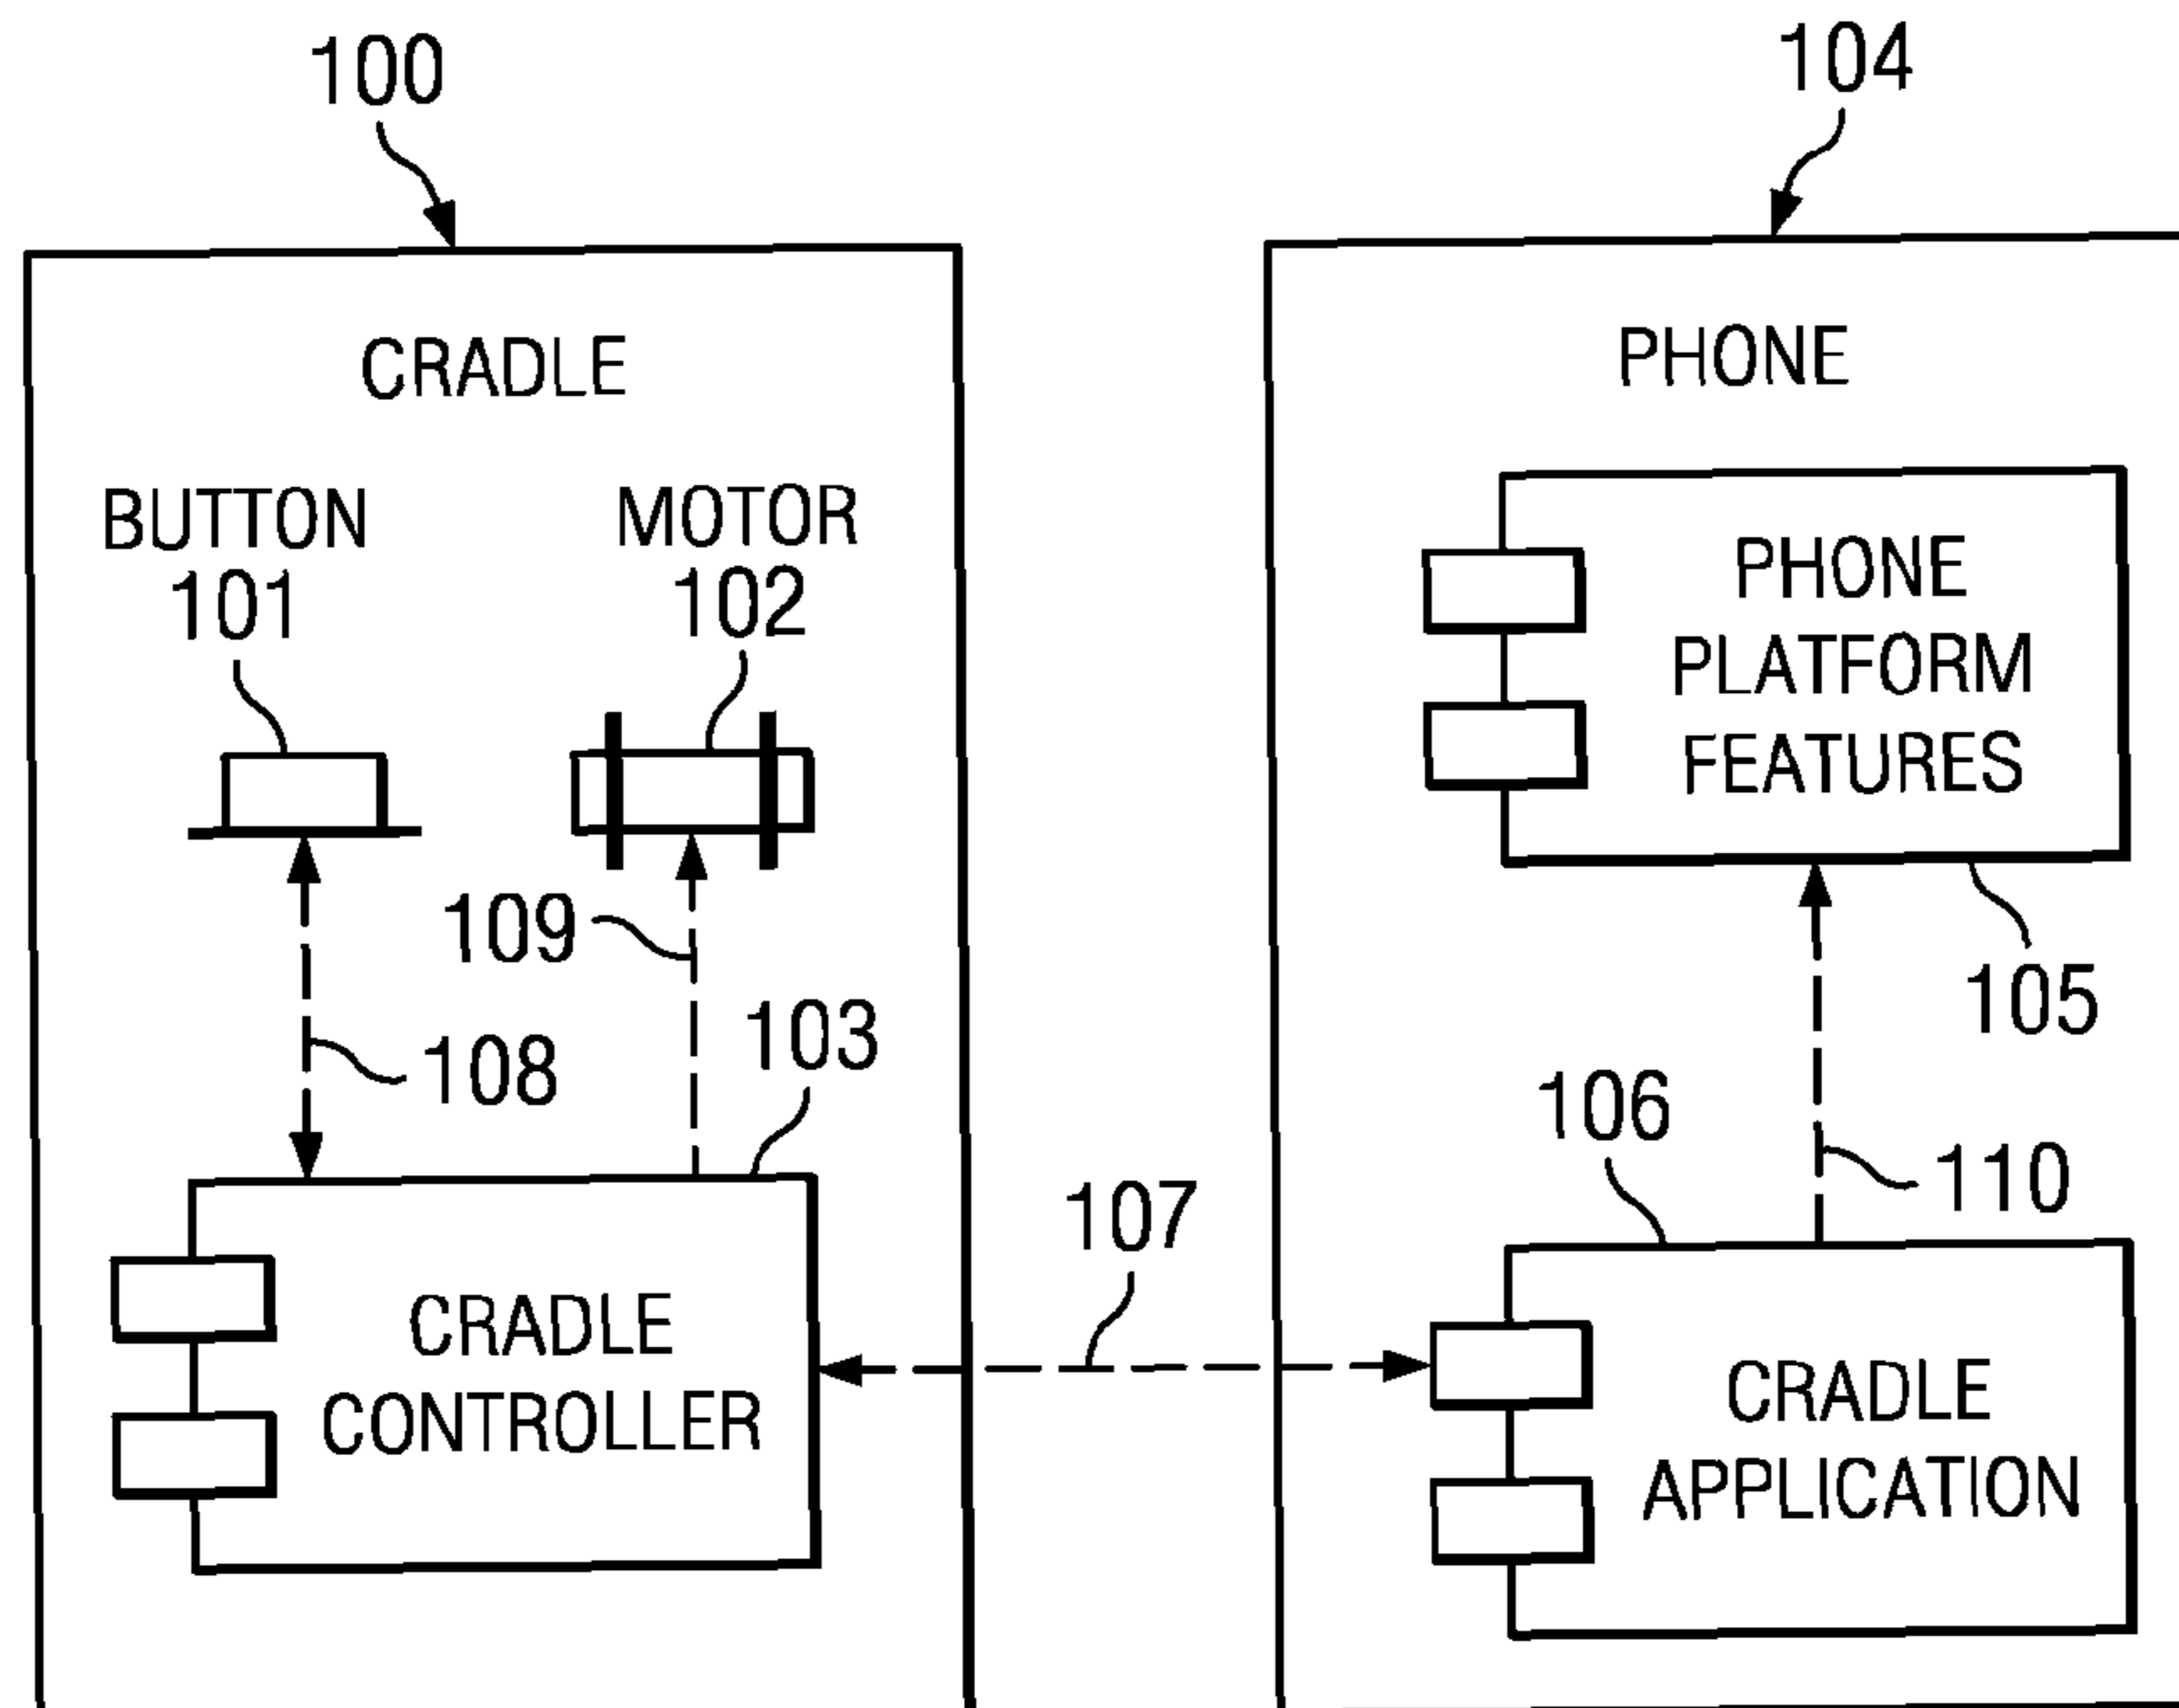 100
104
CRADLE
PHONE
BUTTON
101
MOTOR
102
PHONE
PLATFORM
FEATURES
109
108
103
105
106
110
107
CRADLE
CONTROLLER
CRADLE
APPLICATION